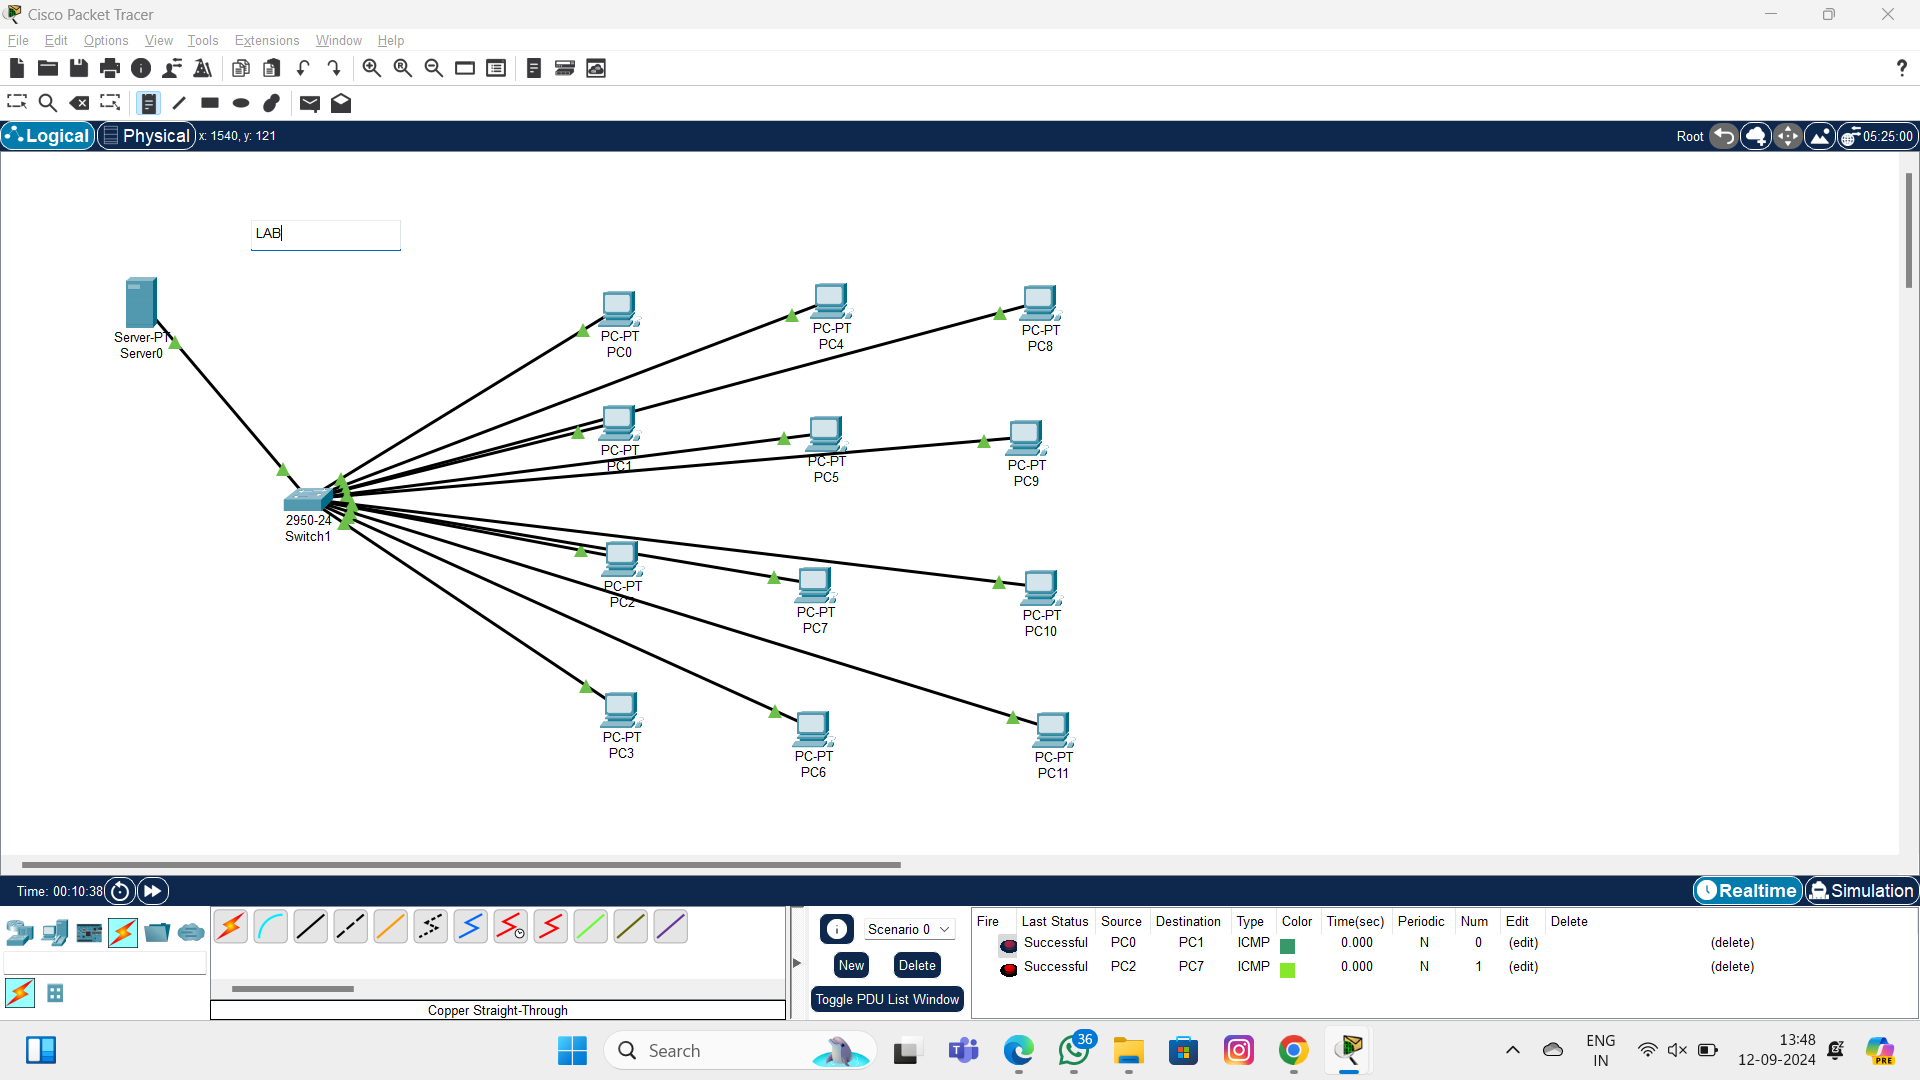 Cisco Packet Tracer
File Edit Options View Tools Extensions Window Help
?
Logical Physical x: 1540, y: 121 Root 05:25:00
LAB
Server-PT
Server0
PC-PT
PC0
PC-PT
PC4
PC-PT
PC8
PC-PT
PC1
PC-PT
PC5
PC-PT
PC9
2950-24
Switch1
PC-PT
PC2
PC-PT
PC7
PC-PT
PC10
PC-PT
PC3
PC-PT
PC6
PC-PT
PC11
Time: 00:10:38 Realtime Simulation
Scenario 0
New Delete
Toggle PDU List Window
Copper Straight-Through
Fire Last Status Source Destination Type Color Time(sec) Periodic Num Edit Delete
Successful PC0 PC1 ICMP 0.000 N 0 (edit) (delete)
Successful PC2 PC7 ICMP 0.000 N 1 (edit) (delete)
Search
36
ENG
IN
13:48
12-09-2024
PRE